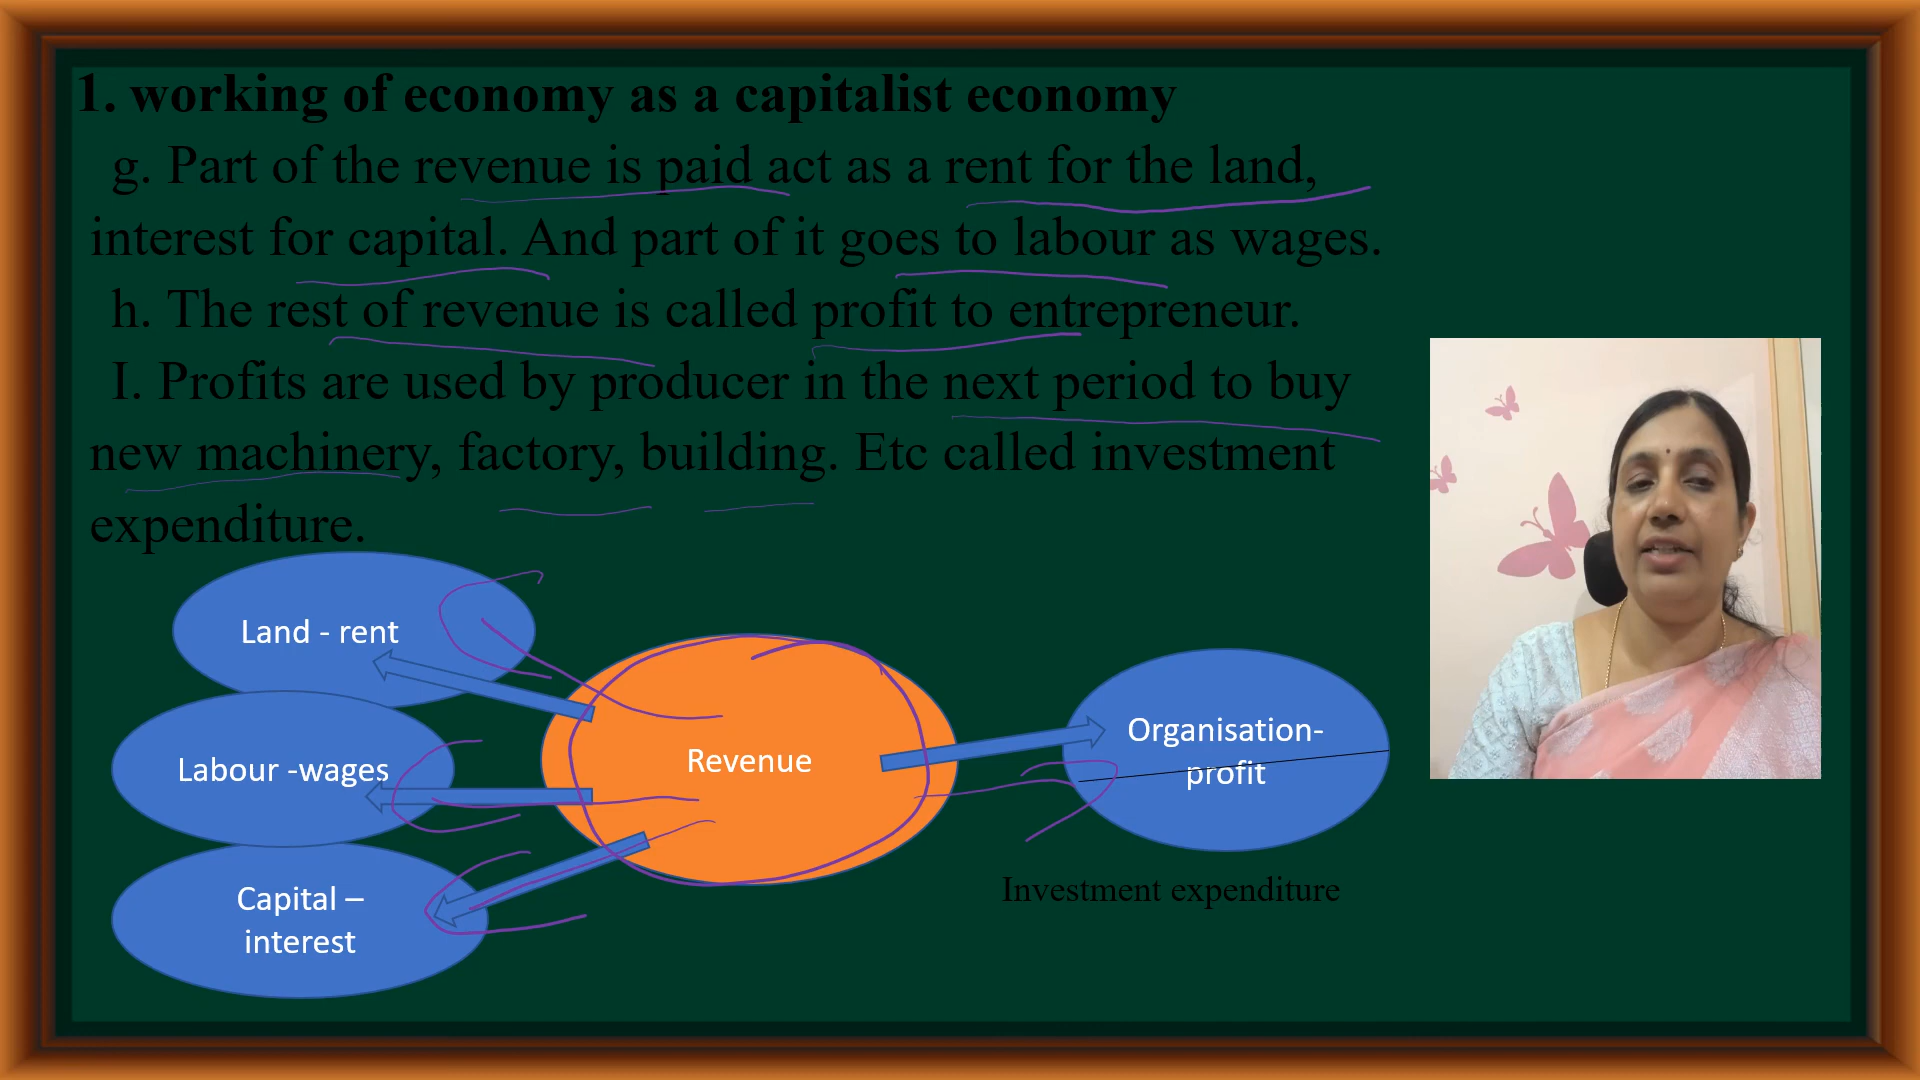 1. working of economy as a capitalist economy
g. Part of the revenue is paid act as a rent for the land,
interest for capital. And part of it goes to labour as wages.
h. The rest of revenue is called profit to entrepreneur.
I. Profits are used by producer in the next period to buy
new machinery, factory, building. Etc called investment
expenditure.
Land - rent
Labour -wages
Capital –
interest
Revenue
Organisation-
profit
Investment expenditure